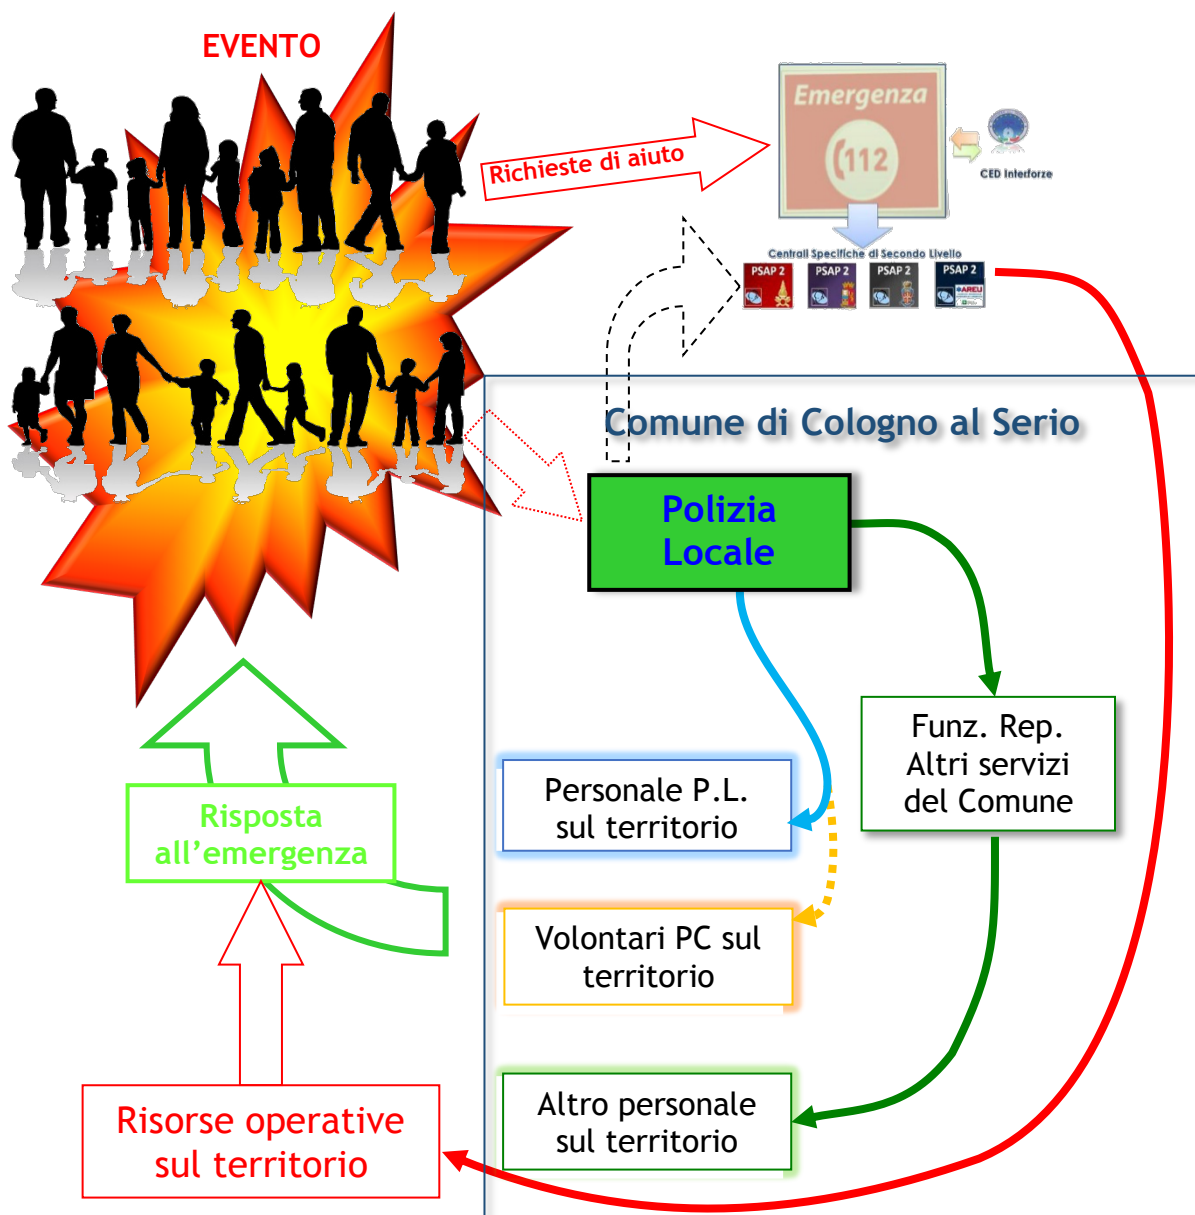 EVENTO
Richieste di aiuto
Emergenza
112
CED Interforze
Centrali Specifiche di Secondo Livello
PSAP 2
PSAP 2
PSAP 2
PSAP 2
AREU
Comune di Cologno al Serio
Polizia
Locale
Funz. Rep.
Altri servizi
del Comune
Personale P.L.
sul territorio
Risposta
all’emergenza
Volontari PC sul
territorio
Altro personale
sul territorio
Risorse operative
sul territorio